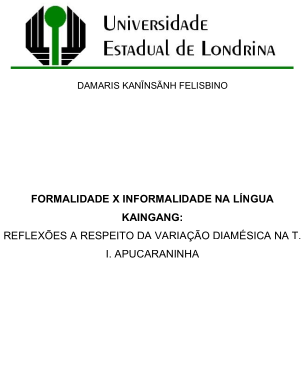 Universidade
Estadual de Londrina
DAMARIS KANĨNSÃNH FELISBINO
FORMALIDADE X INFORMALIDADE NA LÍNGUA
KAINGANG:
REFLEXÕES A RESPEITO DA VARIAÇÃO DIAMÉSICA NA T.
I. APUCARANINHA